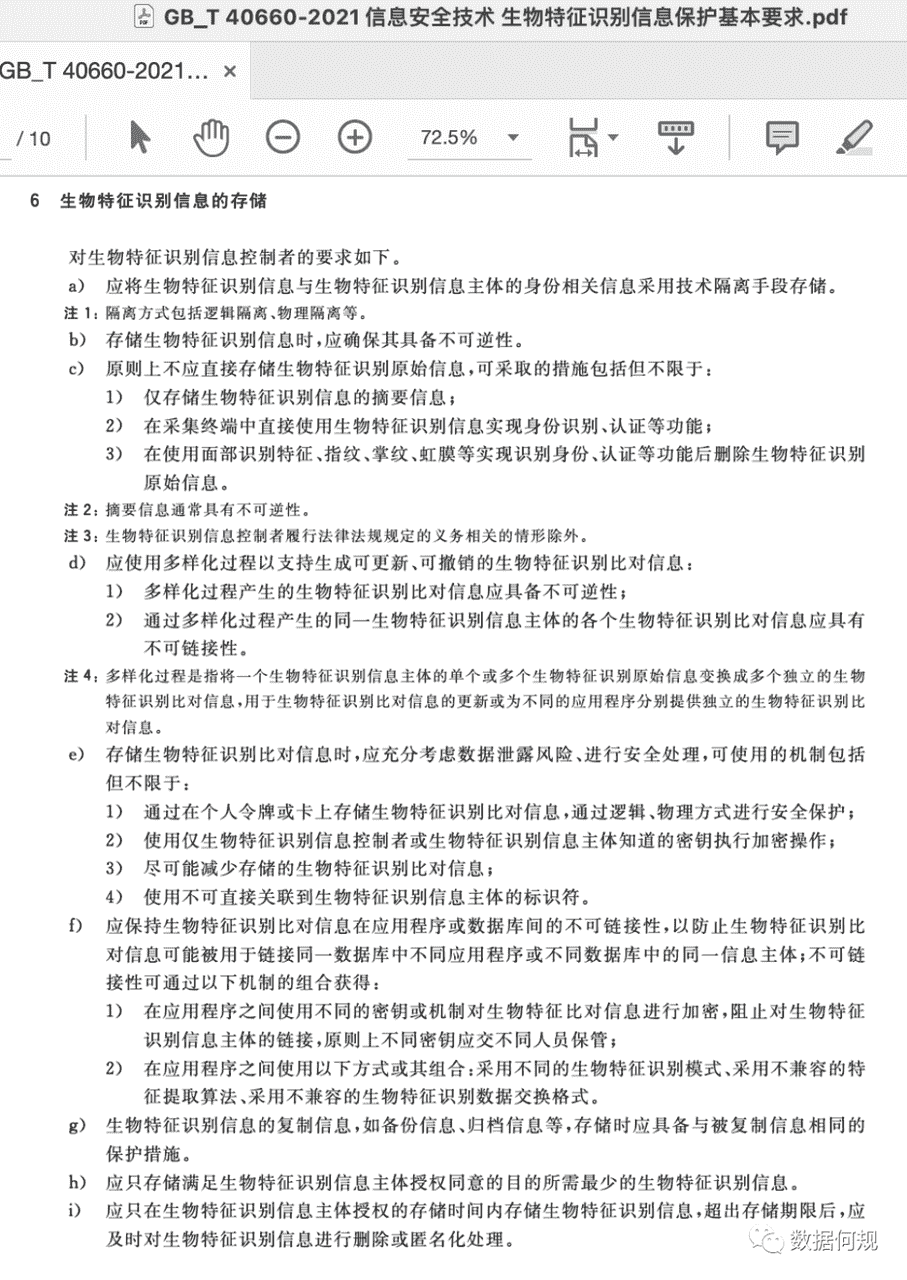 GB_T 40660-2021 信息安全技术 生物特征识别信息保护基本要求.pdf
GB_T 40660-2021... ×
/ 10
72.5%
6 生物特征识别信息的存储
对生物特征识别信息控制者的要求如下。
a) 应将生物特征识别信息与生物特征识别信息主体的身份相关信息采用技术隔离手段存储。
注 1：隔离方式包括逻辑隔离、物理隔离等。
b) 存储生物特征识别信息时，应确保其具备不可逆性。
c) 原则上不应直接存储生物特征识别原始信息，可采取的措施包括但不限于：
1) 仅存储生物特征识别信息的摘要信息；
2) 在采集终端中直接使用生物特征识别信息实现身份识别、认证等功能；
3) 在使用面部识别特征、指纹、掌纹、虹膜等实现识别身份、认证等功能后删除生物特征识别
原始信息。
注 2：摘要信息通常具有不可逆性。
注 3：生物特征识别信息控制者履行法律法规规定的义务相关的情形除外。
d) 应使用多样化过程以支持生成可更新、可撤销的生物特征识别比对信息：
1) 多样化过程产生的生物特征识别比对信息应具备不可逆性；
2) 通过多样化过程产生的同一生物特征识别信息主体的各个生物特征识别比对信息应具有
不可链接性。
注 4：多样化过程是指将一个生物特征识别信息主体的单个或多个生物特征识别原始信息变换成多个独立的生物
特征识别比对信息，用于生物特征识别比对信息的更新或为不同的应用程序分别提供独立的生物特征识别比
对信息。
e) 存储生物特征识别比对信息时，应充分考虑数据泄露风险、进行安全处理，可使用的机制包括
但不限于：
1) 通过在个人令牌或卡上存储生物特征识别比对信息，通过逻辑、物理方式进行安全保护；
2) 使用仅生物特征识别信息控制者或生物特征识别信息主体知道的密钥执行加密操作；
3) 尽可能减少存储的生物特征识别比对信息；
4) 使用不可直接关联到生物特征识别信息主体的标识符。
f) 应保持生物特征识别比对信息在应用程序或数据库间的不可链接性，以防止生物特征识别比
对信息可能被用于链接同一数据库中不同应用程序或不同数据库中的同一信息主体；不可链
接性可通过以下机制的组合获得：
1) 在应用程序之间使用不同的密钥或机制对生物特征比对信息进行加密，阻止对生物特征
识别信息主体的链接，原则上不同密钥应交不同人员保管；
2) 在应用程序之间使用以下方式或其组合：采用不同的生物特征识别模式、采用不兼容的特
征提取算法、采用不兼容的生物特征识别数据交换格式。
g) 生物特征识别信息的复制信息，如备份信息、归档信息等，存储时应具备与被复制信息相同的
保护措施。
h) 应只存储满足生物特征识别信息主体授权同意的目的所需最少的生物特征识别信息。
i) 应只在生物特征识别信息主体授权的存储时间内存储生物特征识别信息，超出存储期限后，应
及时对生物特征识别信息进行删除或匿名化处理。
数据何规